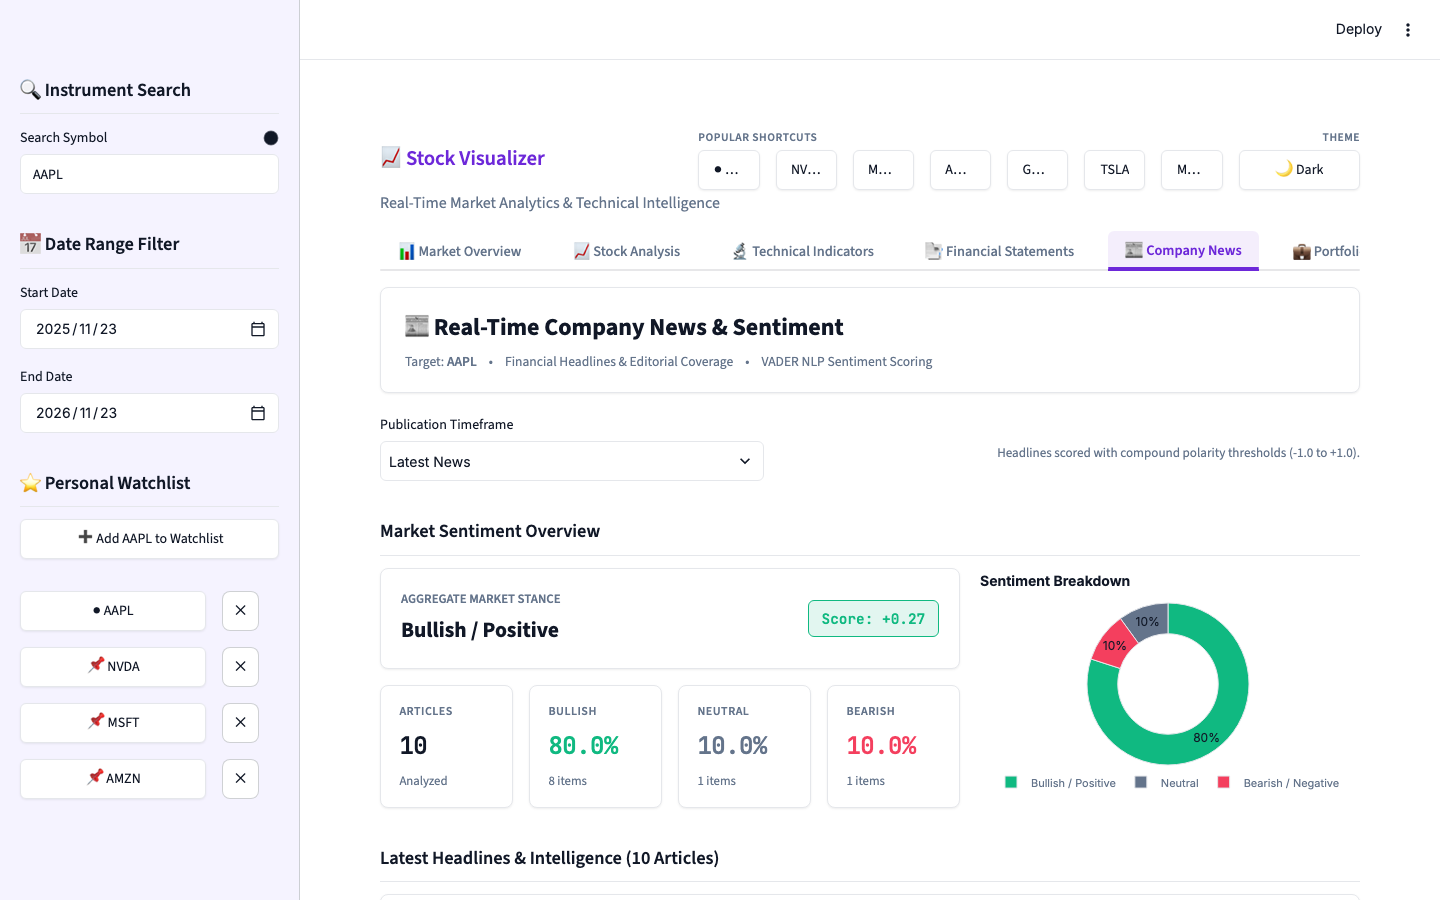 Deploy
Instrument Search
Search Symbol
AAPL
17 Date Range Filter
Start Date
2025/11/23
End Date
2026/11/23
Personal Watchlist
Add AAPL to Watchlist
AAPL
NVDA
MSFT
AMZN
Stock Visualizer
Real-Time Market Analytics & Technical Intelligence
POPULAR SHORTCUTS
● ...
NV...
M...
A...
G...
TSLA
M...
THEME
Dark
Market Overview
Stock Analysis
Technical Indicators
Financial Statements
Company News
Portfoli
Real-Time Company News & Sentiment
Target: AAPL • Financial Headlines & Editorial Coverage • VADER NLP Sentiment Scoring
Publication Timeframe
Latest News
Headlines scored with compound polarity thresholds (-1.0 to +1.0).
Market Sentiment Overview
AGGREGATE MARKET STANCE
Bullish / Positive
Score: +0.27
ARTICLES
10
Analyzed
BULLISH
80.0%
8 items
NEUTRAL
10.0%
1 items
BEARISH
10.0%
1 items
Sentiment Breakdown
10%
10%
80%
Bullish / Positive
Neutral
Bearish / Negative
Latest Headlines & Intelligence (10 Articles)